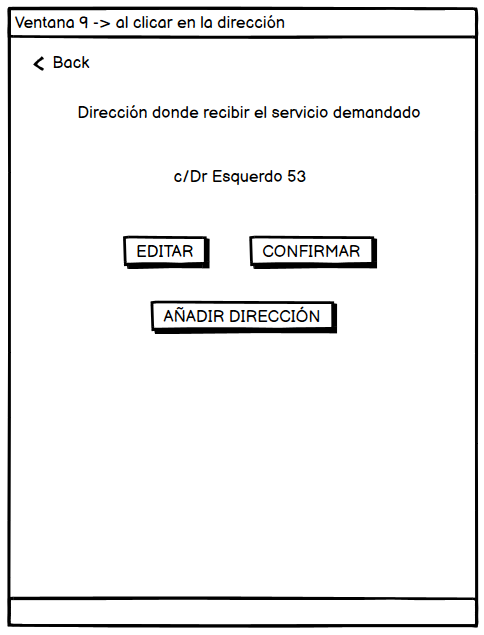 Ventana 9 -> al clicar en la dirección
Back
Dirección donde recibir el servicio demandado
c/Dr Esquerdo 53
EDITAR
CONFIRMAR
AÑADIR DIRECCIÓN